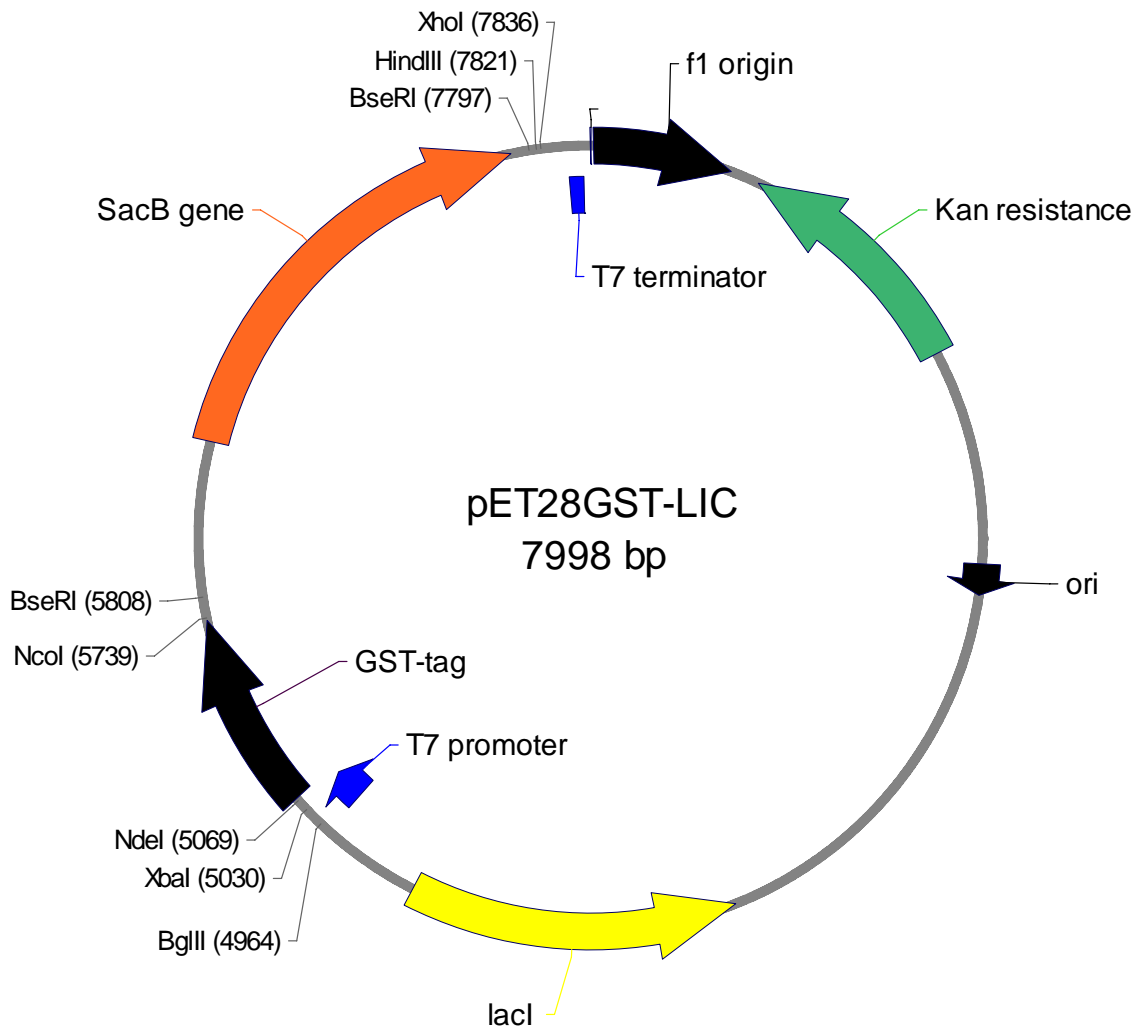 XhoI (7836)
HindIII (7821)
BseRI (7797)
f1 origin
SacB gene
Kan resistance
T7 terminator
pET28GST-LIC
7998 bp
ori
BseRI (5808)
NcoI (5739)
GST-tag
T7 promoter
NdeI (5069)
XbaI (5030)
BglII (4964)
lacI